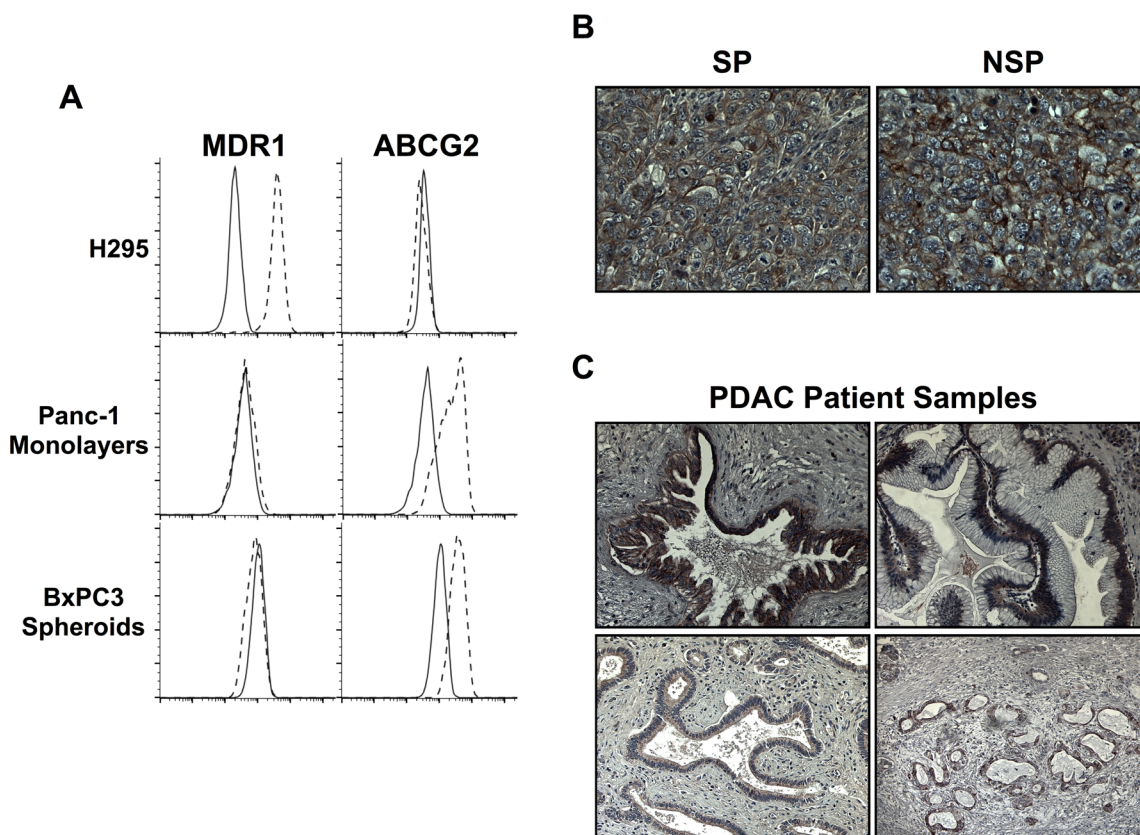 A
MDR1
ABCG2
H295
Panc-1
Monolayers
BxPC3
Spheroids
B
SP
NSP
C
PDAC Patient Samples